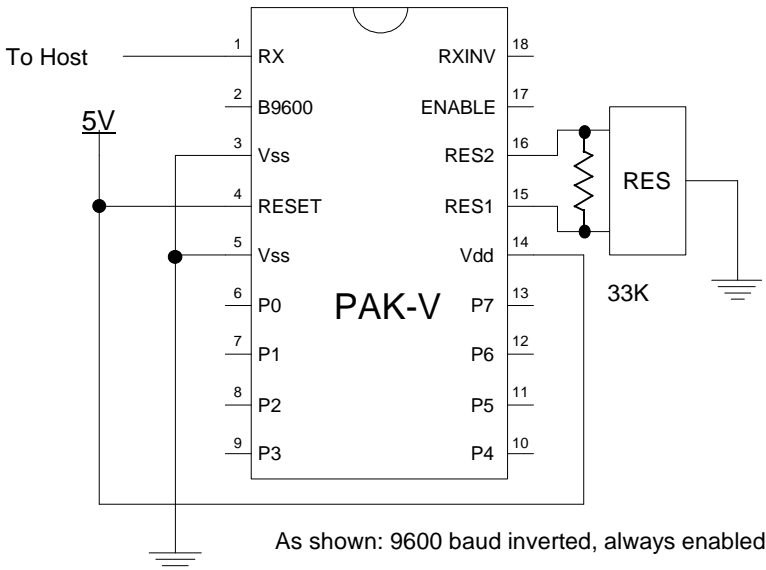 To Host
5V
1 RX
2 B9600
3 Vss
4 RESET
5 Vss
6 P0
7 P1
8 P2
9 P3
PAK-V
RXINV 18
ENABLE 17
RES2 16
RES1 15
Vdd 14
P7 13
P6 12
P5 11
P4 10
RES
33K
As shown: 9600 baud inverted, always enabled